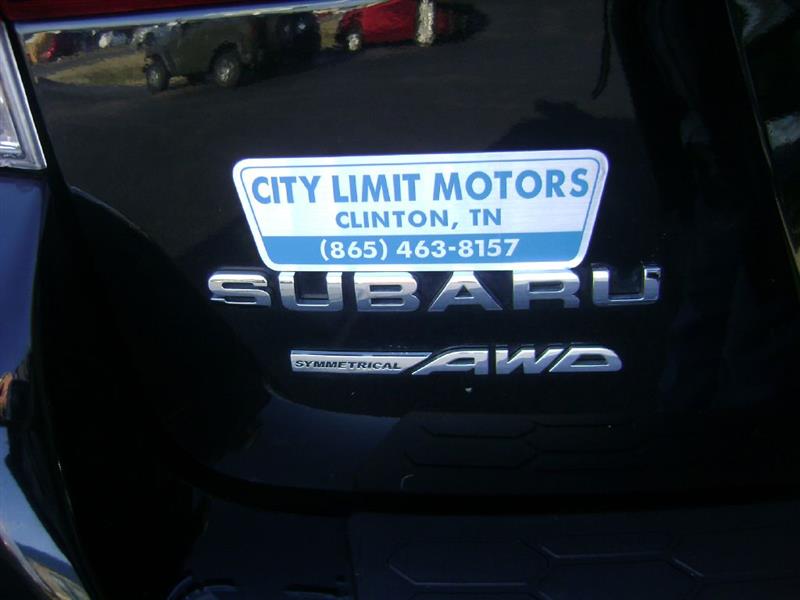 CITY LIMIT MOTORS
CLINTON, TN
(865) 463-8157
SUBARU
SYMMETRICAL AWD